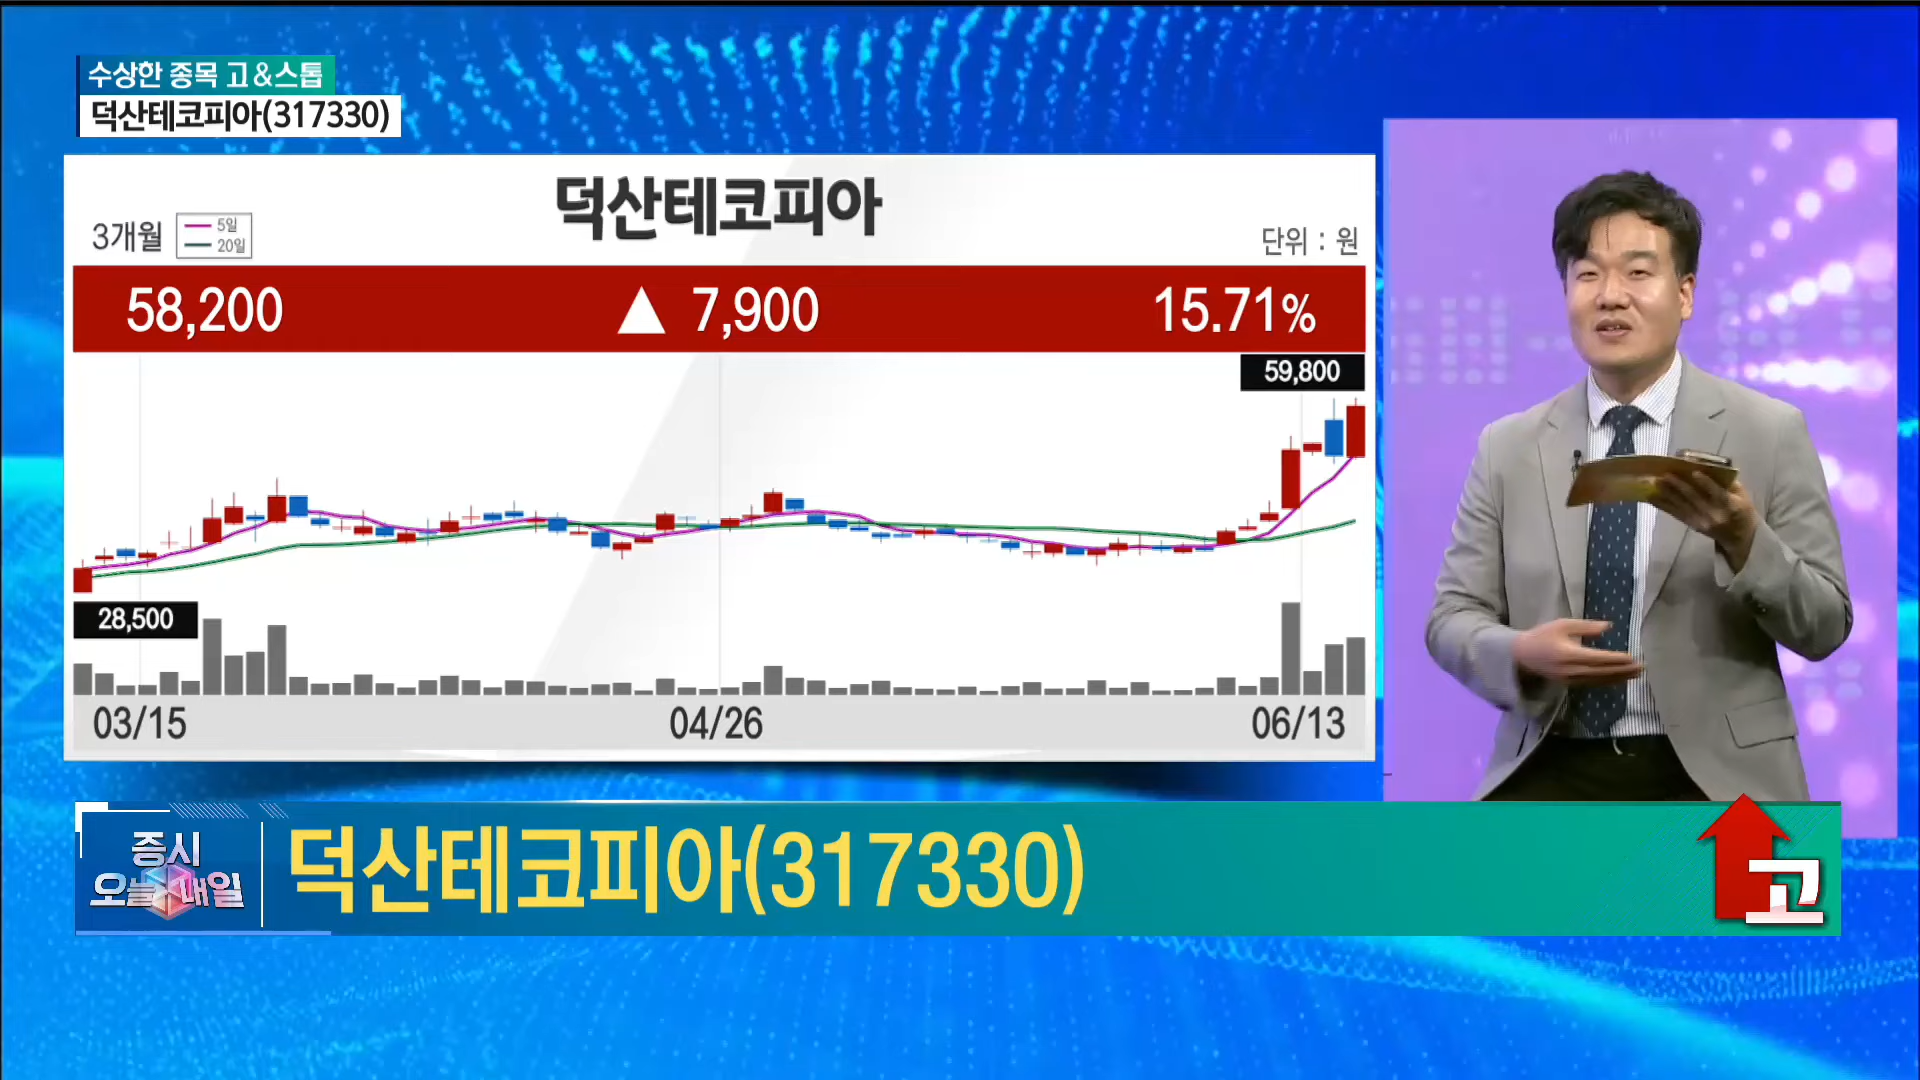 수상한 종목 고&스톱
덕산테코피아(317330)
덕산테코피아
3개월
5일
20일
단위 : 원
58,200 ▲ 7,900 15.71%
59,800
28,500
03/15 04/26 06/13
증시
오늘 내일
덕산테코피아(317330)
고